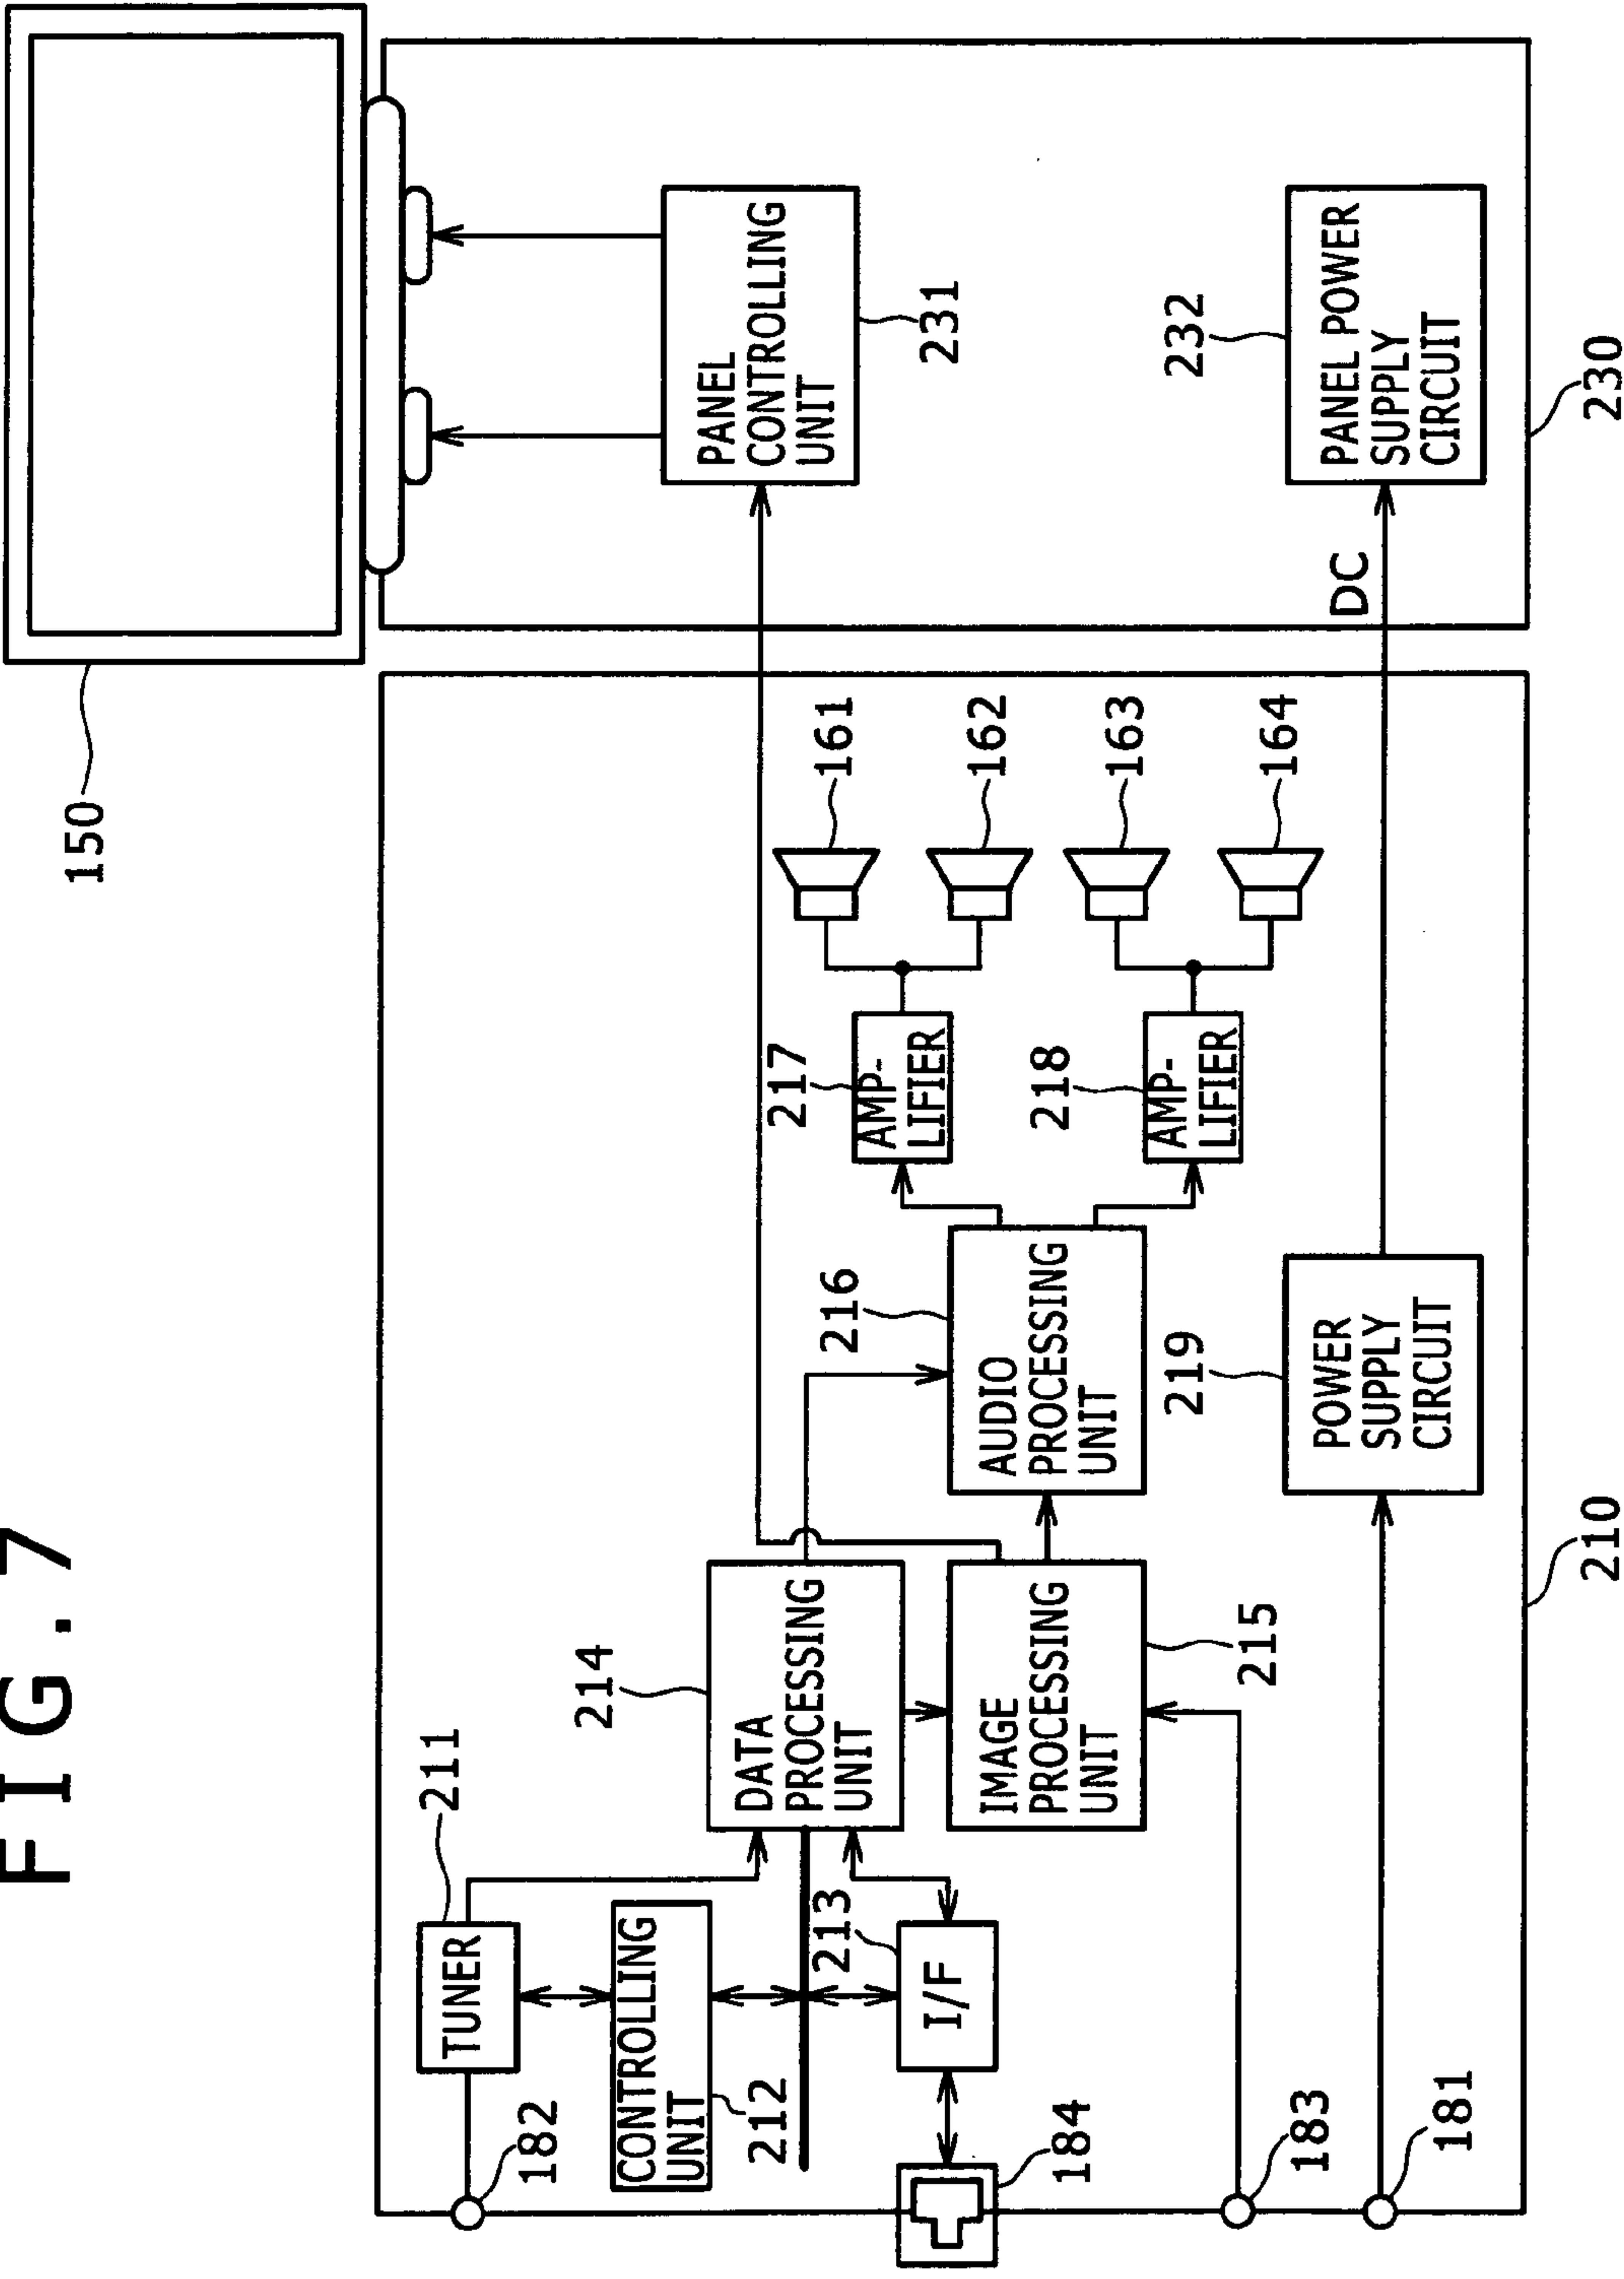 FIG. 7
150
211
TUNER
182
CONTROLLING
UNIT
212
214
DATA
PROCESSING
UNIT
213
I/F
184
216
AUDIO
PROCESSING
UNIT
IMAGE
PROCESSING
UNIT
215
217
AMP-
LIFIER
218
AMP-
LIFIER
161
162
163
164
183
181
219
POWER
SUPPLY
CIRCUIT
210
PANEL
CONTROLLING
UNIT
231
232
DC
PANEL POWER
SUPPLY
CIRCUIT
230